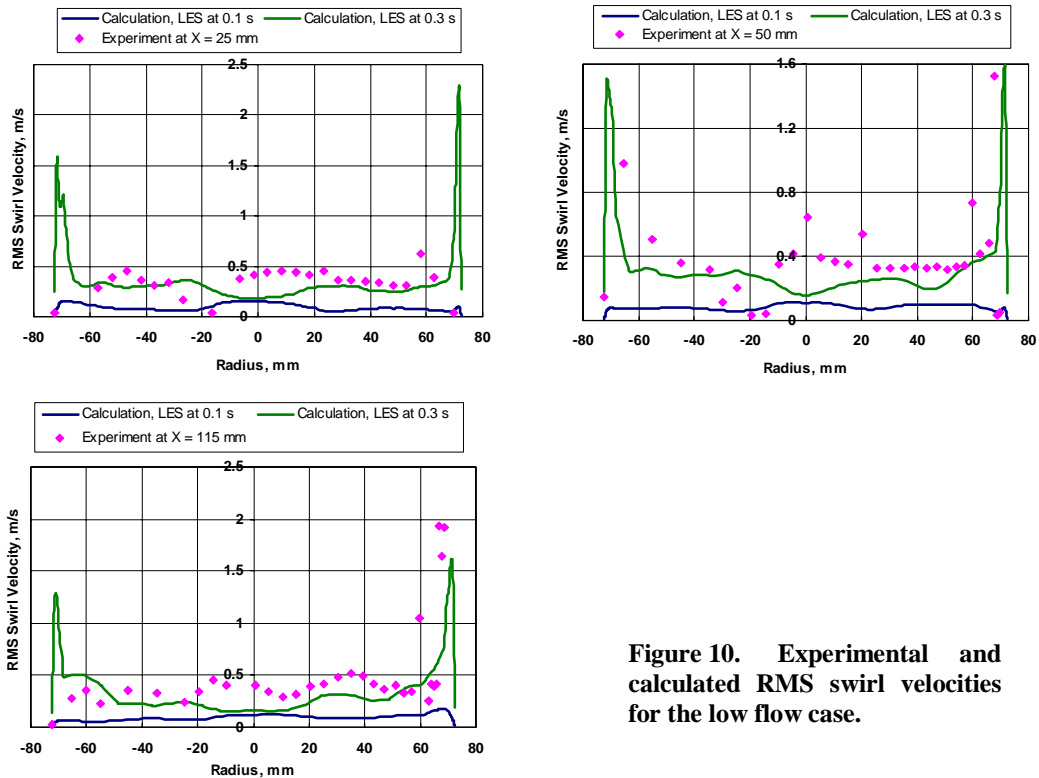 Calculation, LES at 0.1 s Calculation, LES at 0.3 s
Experiment at X = 25 mm
RMS Swirl Velocity, m/s
2.5
2
1.5
1
0.5
0
-80 -60 -40 -20 0 20 40 60 80
Radius, mm
Calculation, LES at 0.1 s Calculation, LES at 0.3 s
Experiment at X = 50 mm
RMS Swirl Velocity, m/s
1.6
1.2
0.8
0.4
0
-80 -60 -40 -20 0 20 40 60 80
Radius, mm
Calculation, LES at 0.1 s Calculation, LES at 0.3 s
Experiment at X = 115 mm
RMS Swirl Velocity, m/s
2.5
2
1.5
1
0.5
0
-80 -60 -40 -20 0 20 40 60 80
Radius, mm
Figure 10. Experimental and
calculated RMS swirl velocities
for the low flow case.